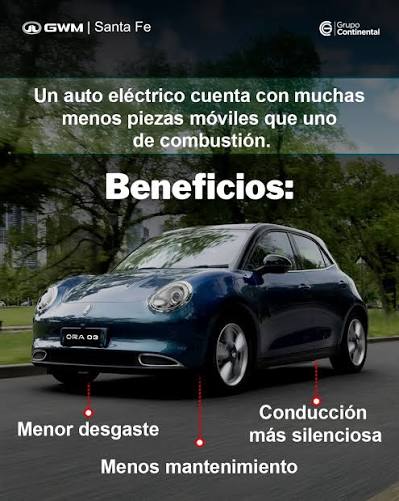 GWM | Santa Fe
Grupo
Continental
Un auto eléctrico cuenta con muchas
menos piezas móviles que uno
de combustión.
Beneficios:
ORA 03
Menor desgaste
Conducción
más silenciosa
Menos mantenimiento